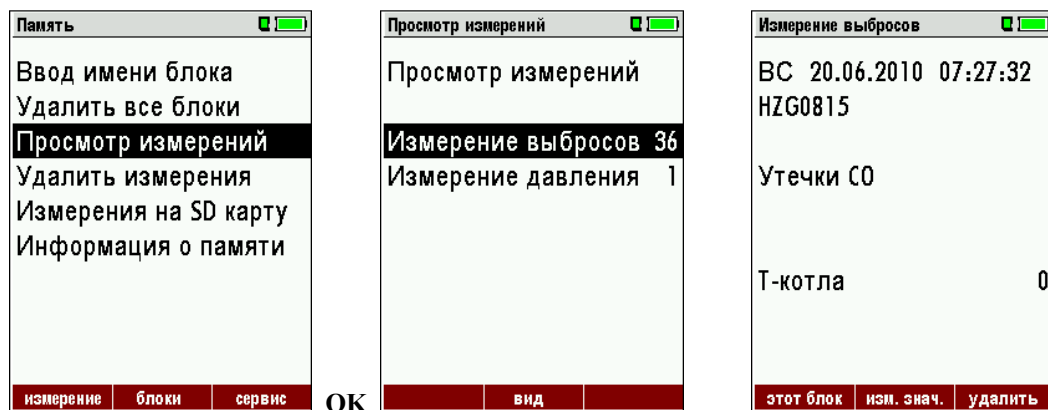 Память
Ввод имени блока
Удалить все блоки
Просмотр измерений
Удалить измерения
Измерения на SD карту
Информация о памяти
измерение блоки сервис
OK
Просмотр измерений
Просмотр измерений
Измерение выбросов 36
Измерение давления 1
вид
Измерение выбросов
ВС 20.06.2010 07:27:32
HZG0815
Утечки СО
Т-котла 0
этот блок изм. знач. удалить